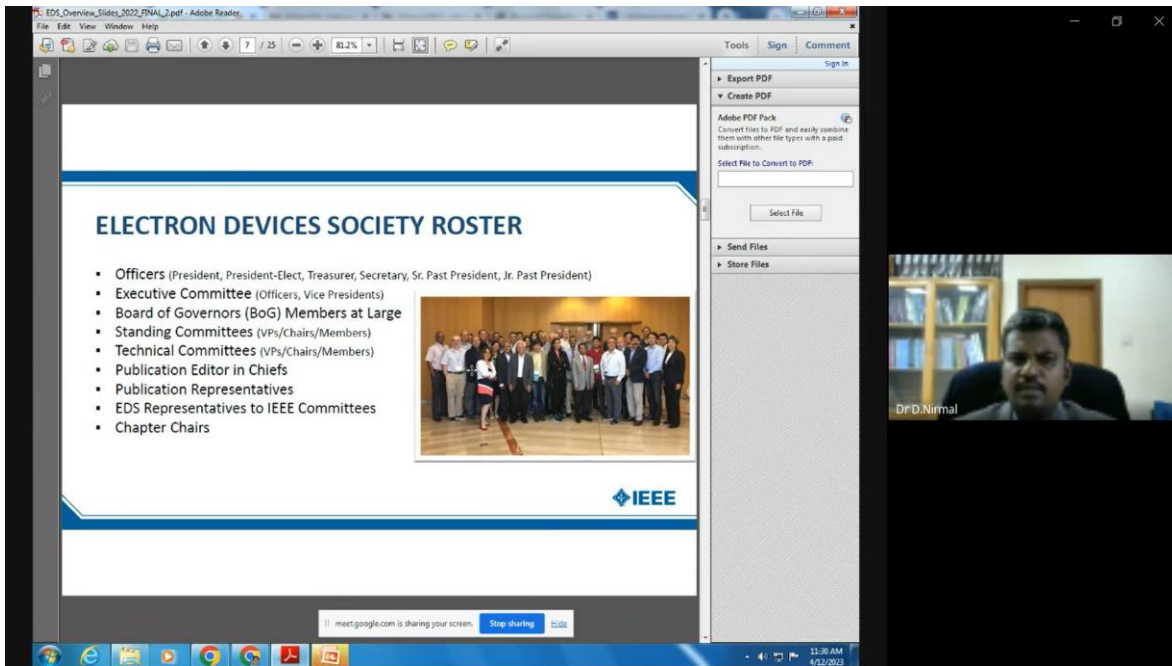 EDS_Overview_Slides_2022_FINAL_2.pdf - Adobe Reader
File Edit View Window Help
7 / 25
81.2%
Tools Sign Comment
Sign In
Export PDF
Create PDF
Adobe PDF Pack
Convert files to PDF and easily combine
them with other file types with a paid
subscription.
Select File to Convert to PDF:
Select File
Send Files
Store Files
ELECTRON DEVICES SOCIETY ROSTER
▪ Officers (President, President-Elect, Treasurer, Secretary, Sr. Past President, Jr. Past President)
▪ Executive Committee (Officers, Vice Presidents)
▪ Board of Governors (BoG) Members at Large
▪ Standing Committees (VPs/Chairs/Members)
▪ Technical Committees (VPs/Chairs/Members)
▪ Publication Editor in Chiefs
▪ Publication Representatives
▪ EDS Representatives to IEEE Committees
▪ Chapter Chairs
IEEE
Dr D.Nirmal
meet.google.com is sharing your screen. Stop sharing Hide
11:30 AM
4/12/2023